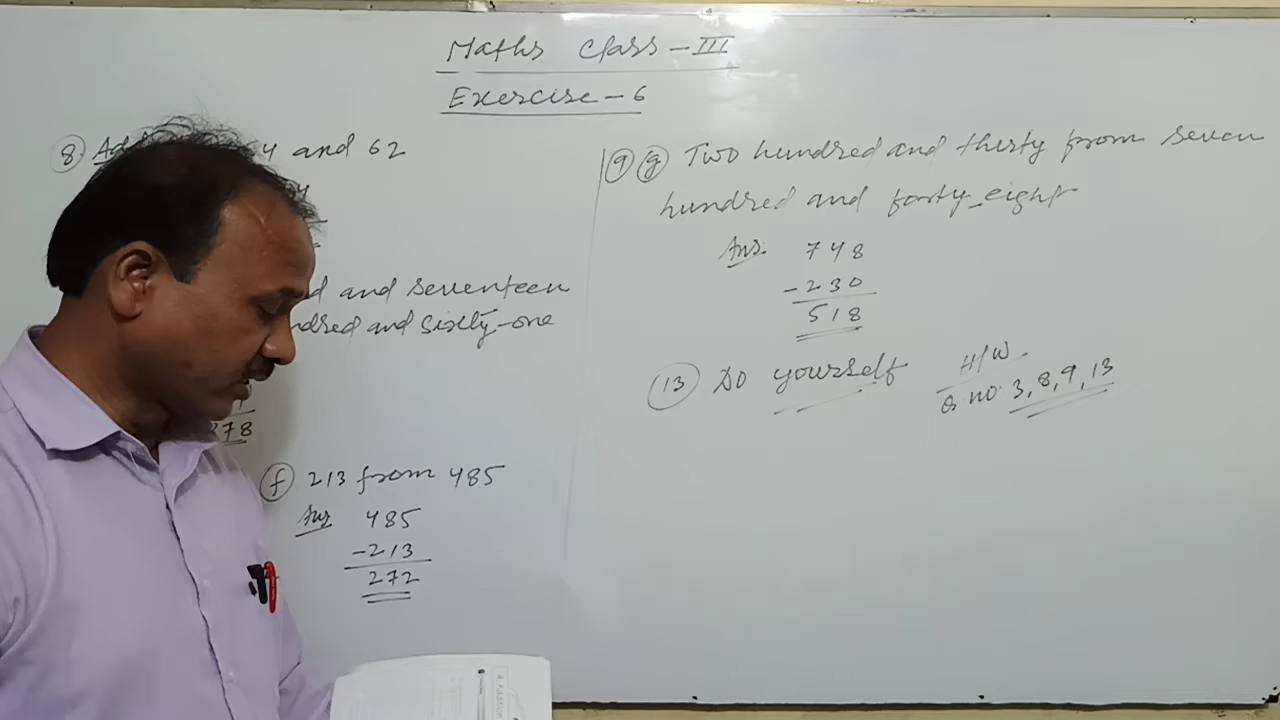 Maths Class - III
Exercise - 6
8 Add 4 and 62
and seventeen
hundred and sixty-one
278
f 213 from 485
Ans 485
-213
272
9 g Two hundred and thirty from seven
hundred and forty-eight
Ans. 748
-230
518
13 Do yourself
H/W
Q no. 3, 8, 9, 13